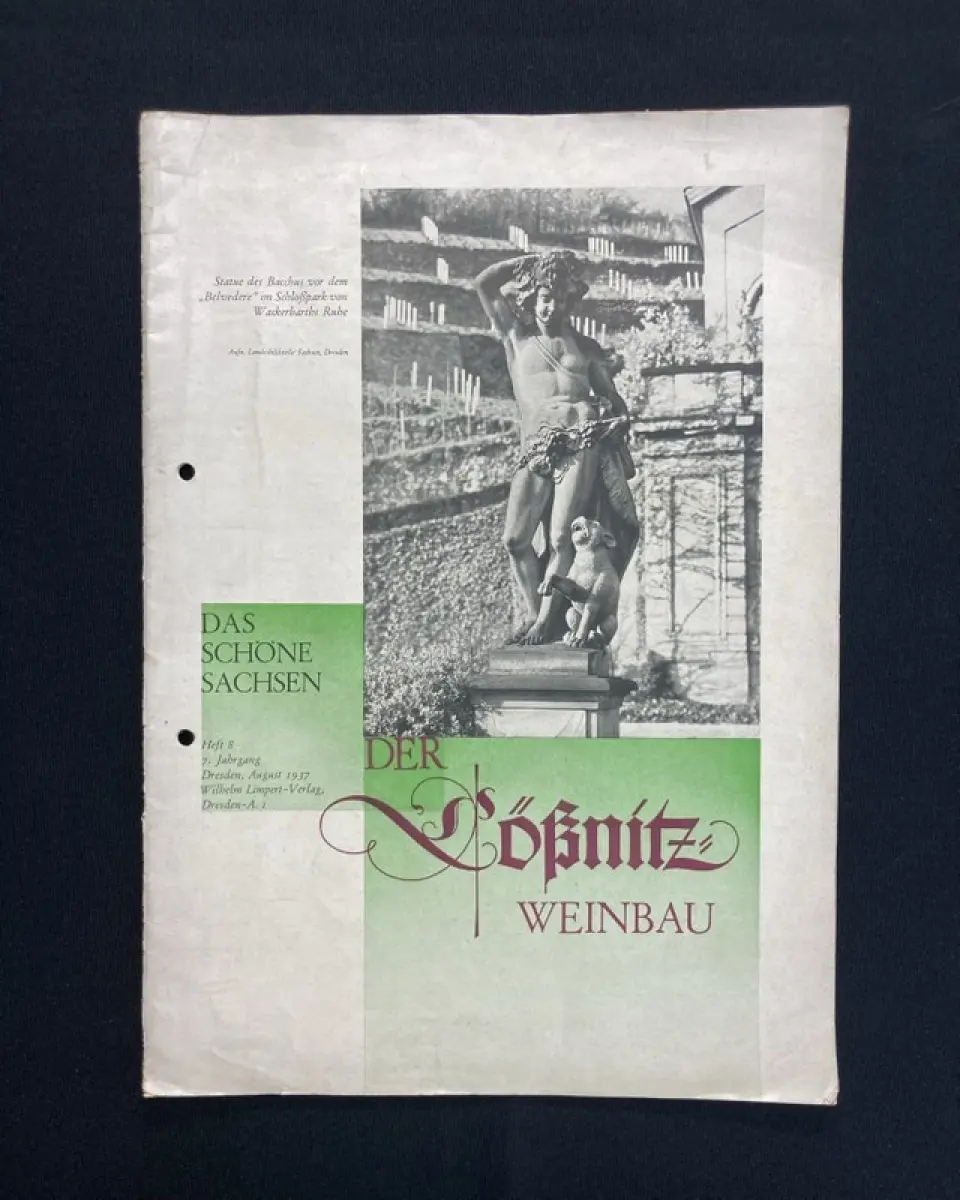 Statue des Bacchus vor dem
„Belvedere“ im Schloßpark von
Wackerbarths Ruhe
Aufn. Landesbildstelle Sachsen, Dresden
DAS
SCHÖNE
SACHSEN
Heft 8
7. Jahrgang
Dresden, August 1937
Wilhelm Limpert-Verlag,
Dresden-A. 1
DER
Lößnitz-
WEINBAU